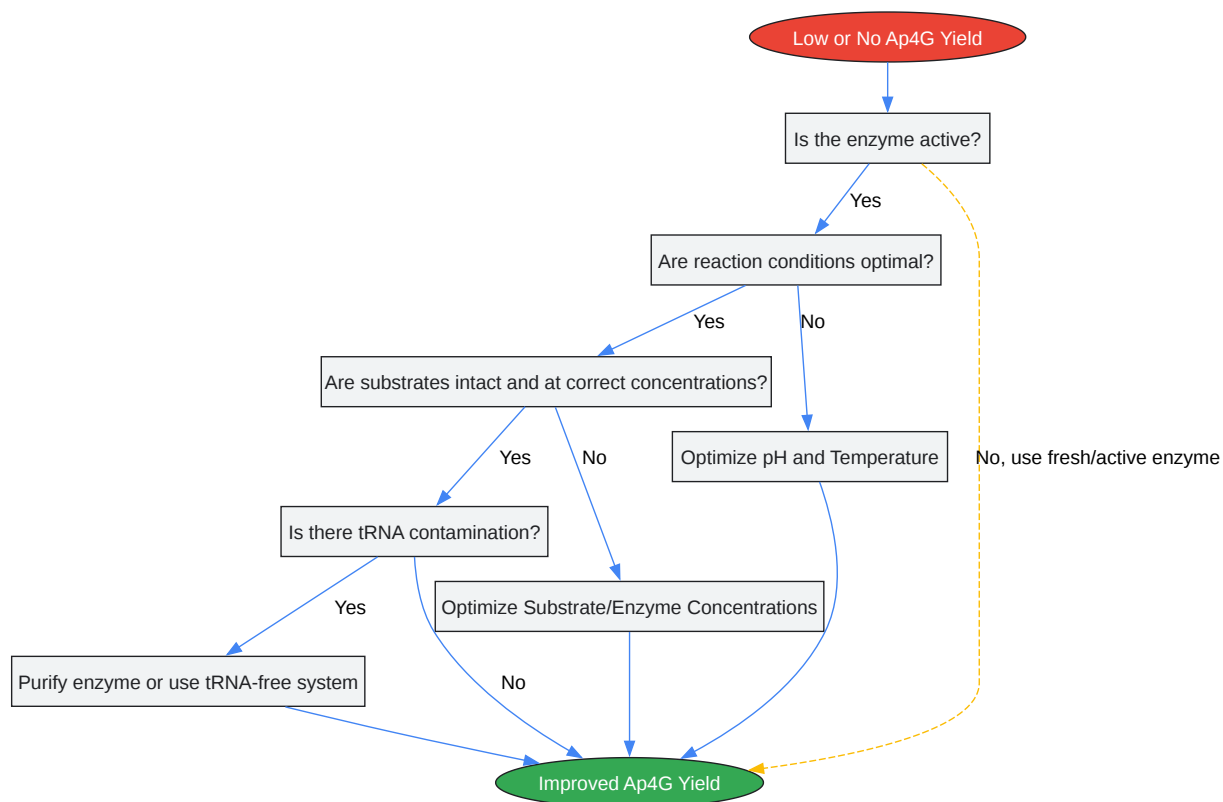 Low or No Ap4G Yield
Is the enzyme active?
Yes
Are reaction conditions optimal?
Yes
No
Are substrates intact and at correct concentrations?
Yes
No
Optimize pH and Temperature
No, use fresh/active enzyme
Is there tRNA contamination?
Yes
Optimize Substrate/Enzyme Concentrations
Purify enzyme or use tRNA-free system
No
Improved Ap4G Yield